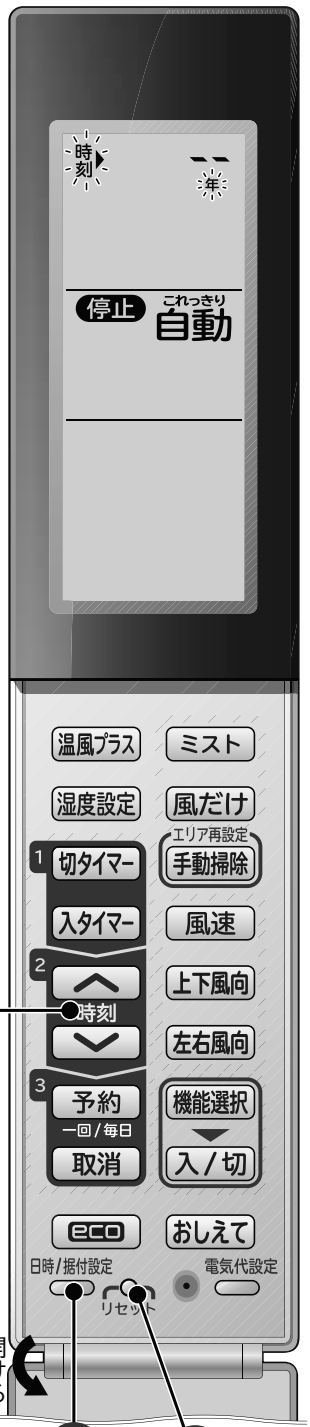 時刻
-- 年
停止 これっきり自動
温風プラス ミスト
湿度設定 風だけ
エリア再設定
1 切タイマー 手動掃除
入タイマー 風速
2 上下風向
時刻
左右風向
3 予約 機能選択
一回/毎日
取消 入/切
eco おしえて
日時/据付設定 電気代設定
リセット
開ける